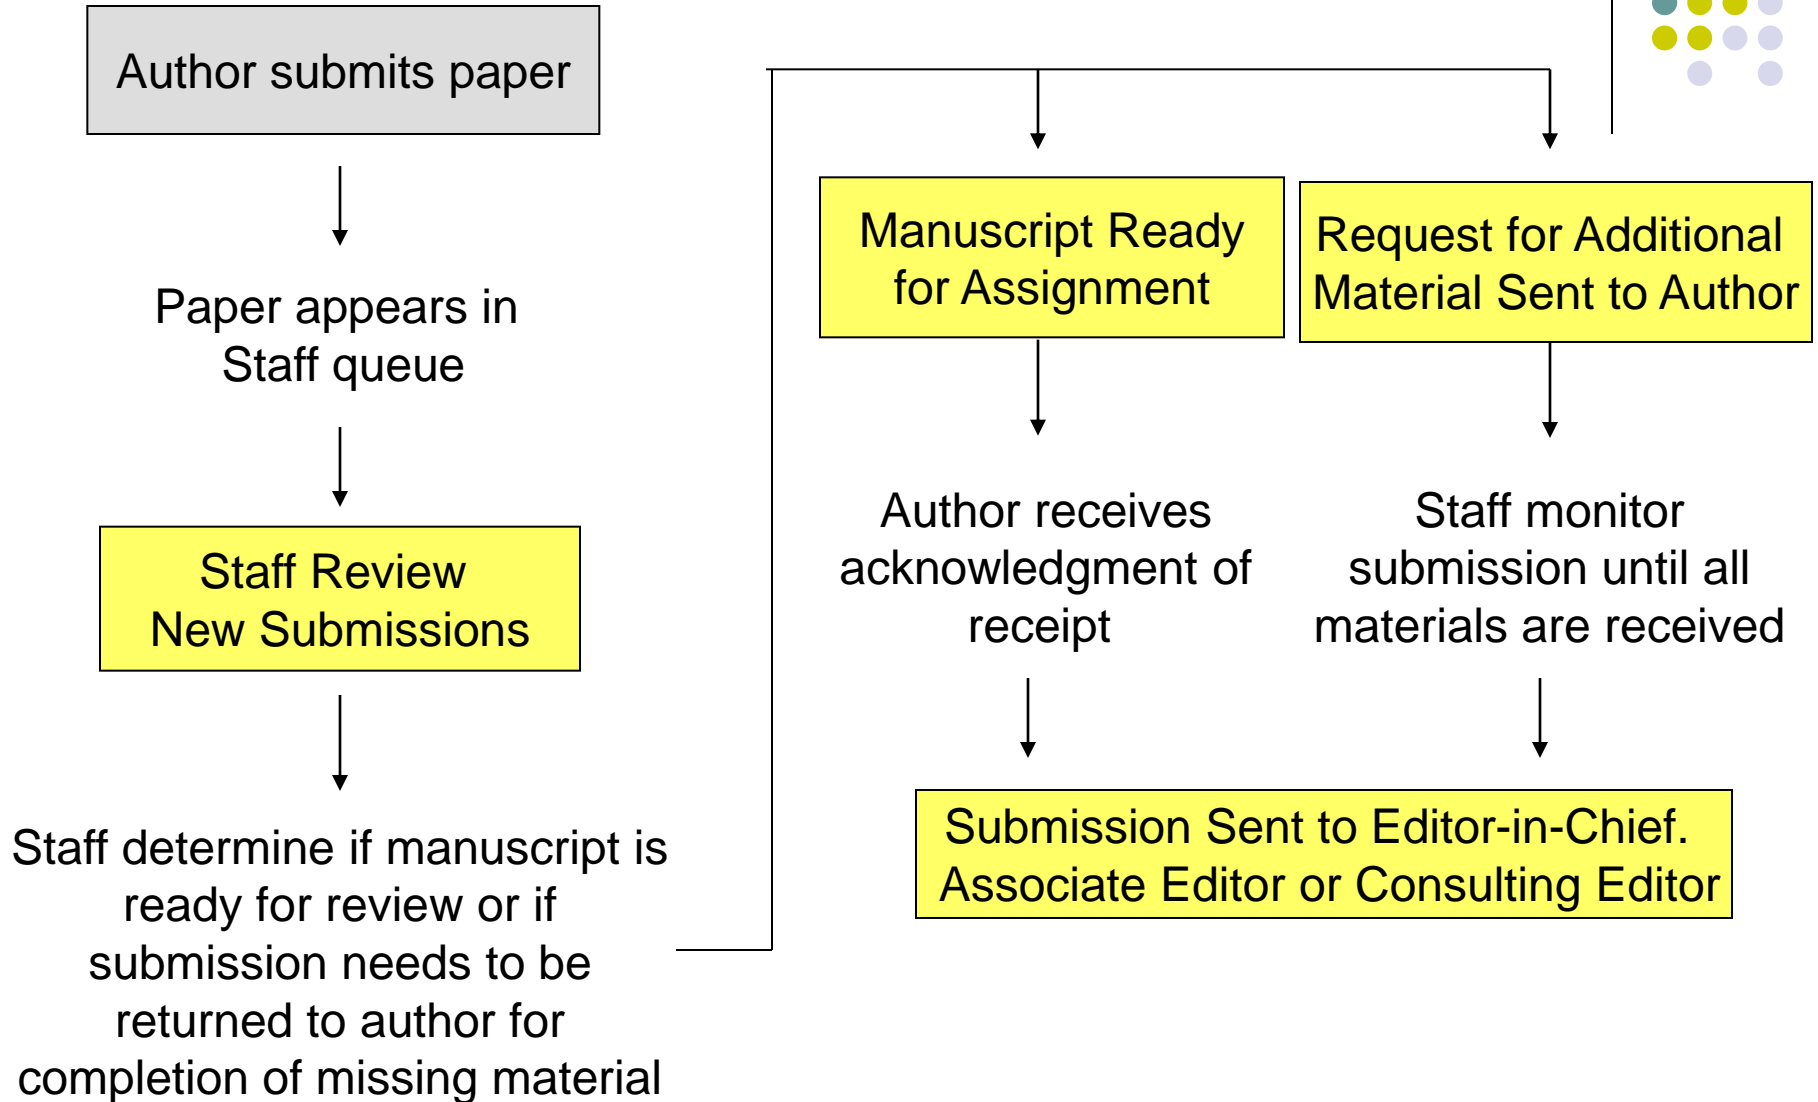 Author submits paper
Paper appears in
Staff queue
Staff Review
New Submissions
Staff determine if manuscript is
ready for review or if
submission needs to be
returned to author for
completion of missing material
Manuscript Ready
for Assignment
Author receives
acknowledgment of
receipt
Request for Additional
Material Sent to Author
Staff monitor
submission until all
materials are received
Submission Sent to Editor-in-Chief.
Associate Editor or Consulting Editor